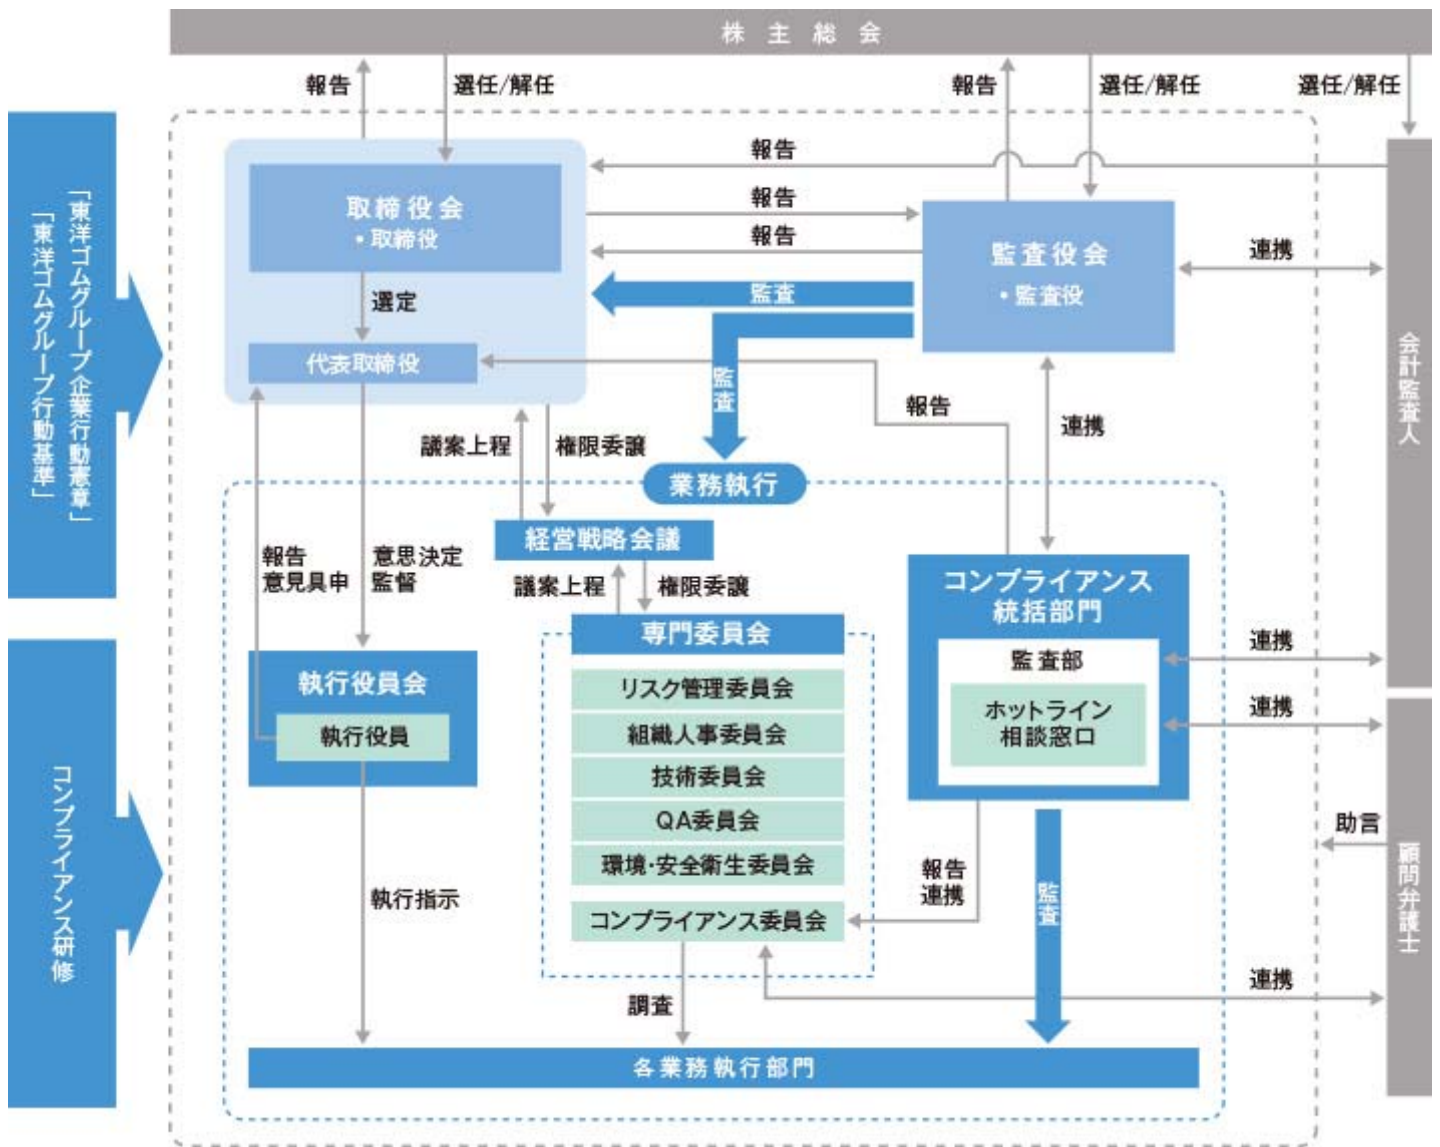 株主総会
報告
選任/解任
報告
選任/解任
選任/解任
「東洋ゴムグループ企業行動憲章」
「東洋ゴムグループ行動基準」
コンプライアンス研修
取締役会
・取締役
選定
代表取締役
報告
報告
報告
監査
監査
監査役会
・監査役
連携
会計監査人
報告
連携
議案上程
権限委譲
業務執行
経営戦略会議
議案上程
権限委譲
報告
意見具申
意思決定
監督
執行役員会
執行役員
執行指示
専門委員会
リスク管理委員会
組織人事委員会
技術委員会
QA委員会
環境・安全衛生委員会
コンプライアンス委員会
調査
コンプライアンス
統括部門
監査部
ホットライン
相談窓口
連携
連携
報告
連携
監査
助言
顧問弁護士
連携
各業務執行部門